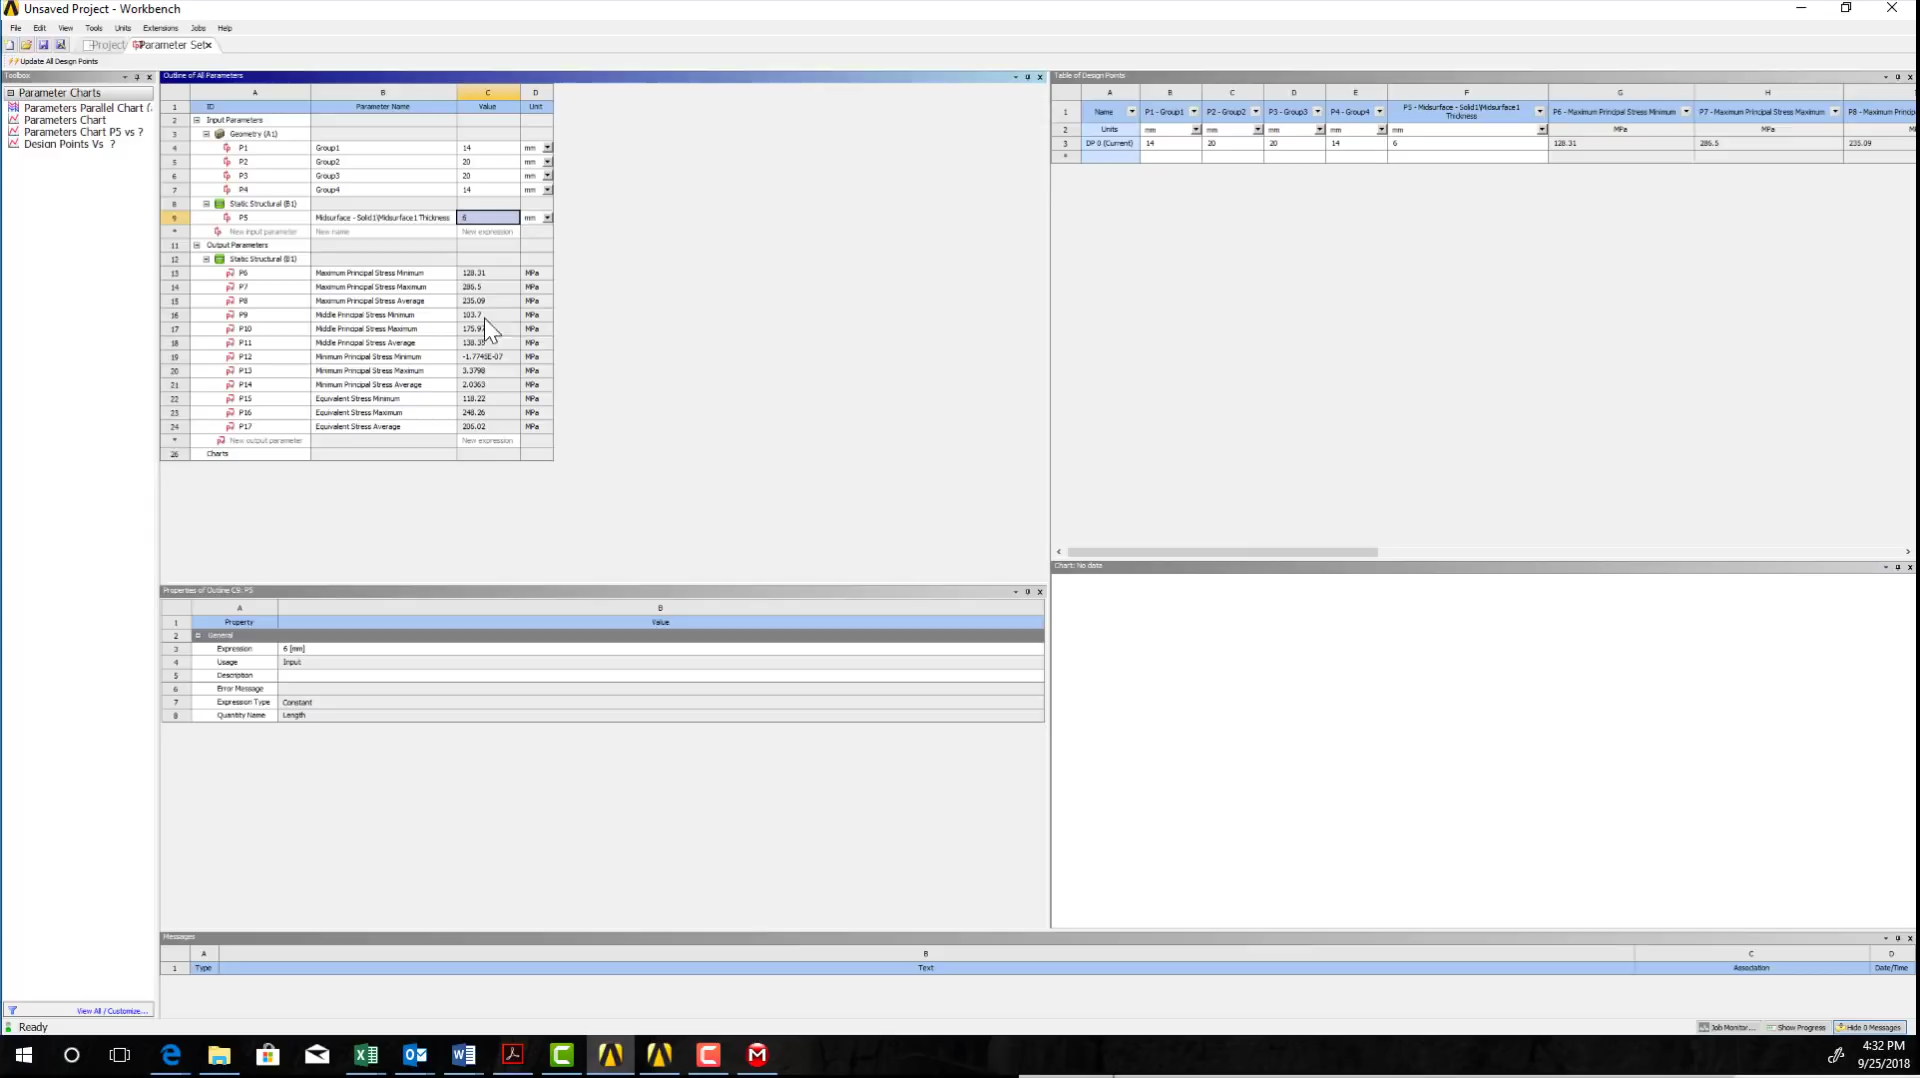 Unsaved Project - Workbench
File Edit View Tools Units Extensions Jobs Help
Project Parameter Set
Update All Design Points
Toolbox
Parameter Charts
Parameters Parallel Chart (
Parameters Chart
Parameters Chart P5 vs ?
Design Points Vs ?
View All / Customize...
Outline of All Parameters
A B C D
1 ID Parameter Name Value Unit
2 Input Parameters
3 Geometry (A1)
4 P1 Group1 14 mm
5 P2 Group2 20 mm
6 P3 Group3 20 mm
7 P4 Group4 14 mm
8 Static Structural (B1)
9 P5 Midsurface - Solid1\Midsurface1 Thickness 6 mm
* New input parameter New name New expression
11 Output Parameters
12 Static Structural (B1)
13 P6 Maximum Principal Stress Minimum 128.31 MPa
14 P7 Maximum Principal Stress Maximum 286.5 MPa
15 P8 Maximum Principal Stress Average 235.09 MPa
16 P9 Middle Principal Stress Minimum 103.7 MPa
17 P10 Middle Principal Stress Maximum 175.97 MPa
18 P11 Middle Principal Stress Average 138.35 MPa
19 P12 Minimum Principal Stress Minimum -1.7745E-07 MPa
20 P13 Minimum Principal Stress Maximum 3.3798 MPa
21 P14 Minimum Principal Stress Average 2.0363 MPa
22 P15 Equivalent Stress Minimum 118.22 MPa
23 P16 Equivalent Stress Maximum 248.26 MPa
24 P17 Equivalent Stress Average 206.02 MPa
* New output parameter New expression
26 Charts
Properties of Outline C9: P5
A B
1 Property Value
2 General
3 Expression 6 [mm]
4 Usage Input
5 Description
6 Error Message
7 Expression Type Constant
8 Quantity Name Length
Table of Design Points
A B C D E F G H
1 Name P1 - Group1 P2 - Group2 P3 - Group3 P4 - Group4 P5 - Midsurface - Solid1\Midsurface1 Thickness P6 - Maximum Principal Stress Minimum P7 - Maximum Principal Stress Maximum P8 - Maximum Princip
2 Units mm mm mm mm mm MPa MPa
3 DP 0 (Current) 14 20 20 14 6 128.31 286.5 235.09
*
Chart: No data
Messages
A B C D
1 Type Text Association Date/Time
Ready
Job Monitor... Show Progress Hide 0 Messages
4:32 PM
9/25/2018